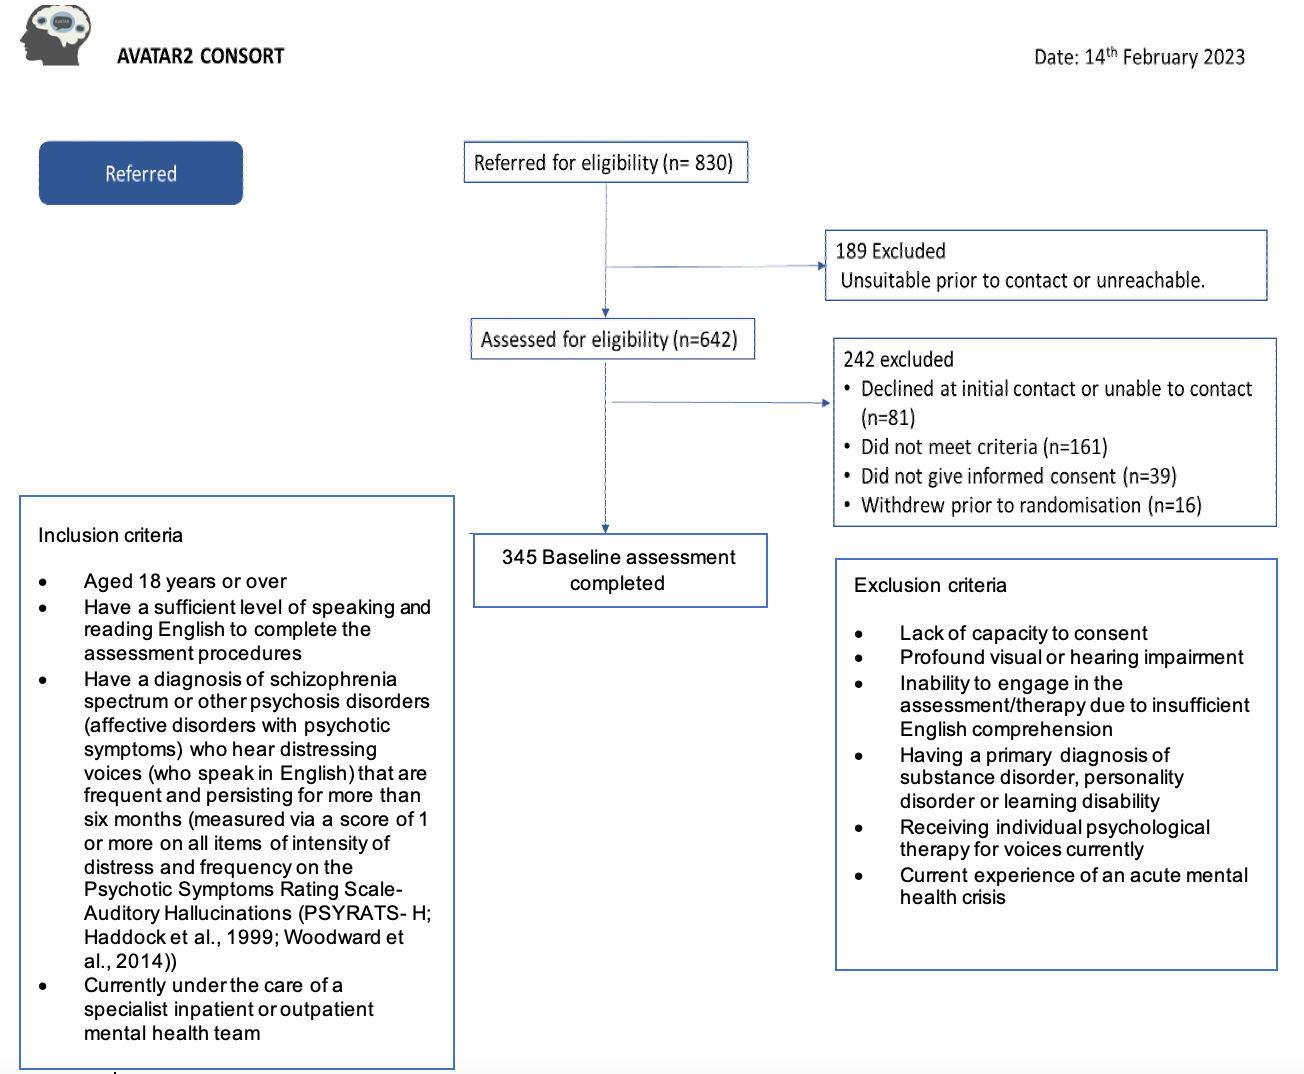 AVATAR
AVATAR2 CONSORT
Date: 14th February 2023
Referred
Referred for eligibility (n= 830)
189 Excluded
Unsuitable prior to contact or unreachable.
Assessed for eligibility (n=642)
242 excluded
• Declined at initial contact or unable to contact
(n=81)
• Did not meet criteria (n=161)
• Did not give informed consent (n=39)
• Withdrew prior to randomisation (n=16)
345 Baseline assessment
completed
Inclusion criteria
• Aged 18 years or over
• Have a sufficient level of speaking and
reading English to complete the
assessment procedures
• Have a diagnosis of schizophrenia
spectrum or other psychosis disorders
(affective disorders with psychotic
symptoms) who hear distressing
voices (who speak in English) that are
frequent and persisting for more than
six months (measured via a score of 1
or more on all items of intensity of
distress and frequency on the
Psychotic Symptoms Rating Scale-
Auditory Hallucinations (PSYRATS- H;
Haddock et al., 1999; Woodward et
al., 2014))
• Currently under the care of a
specialist inpatient or outpatient
mental health team
Exclusion criteria
• Lack of capacity to consent
• Profound visual or hearing impairment
• Inability to engage in the
assessment/therapy due to insufficient
English comprehension
• Having a primary diagnosis of
substance disorder, personality
disorder or learning disability
• Receiving individual psychological
therapy for voices currently
• Current experience of an acute mental
health crisis